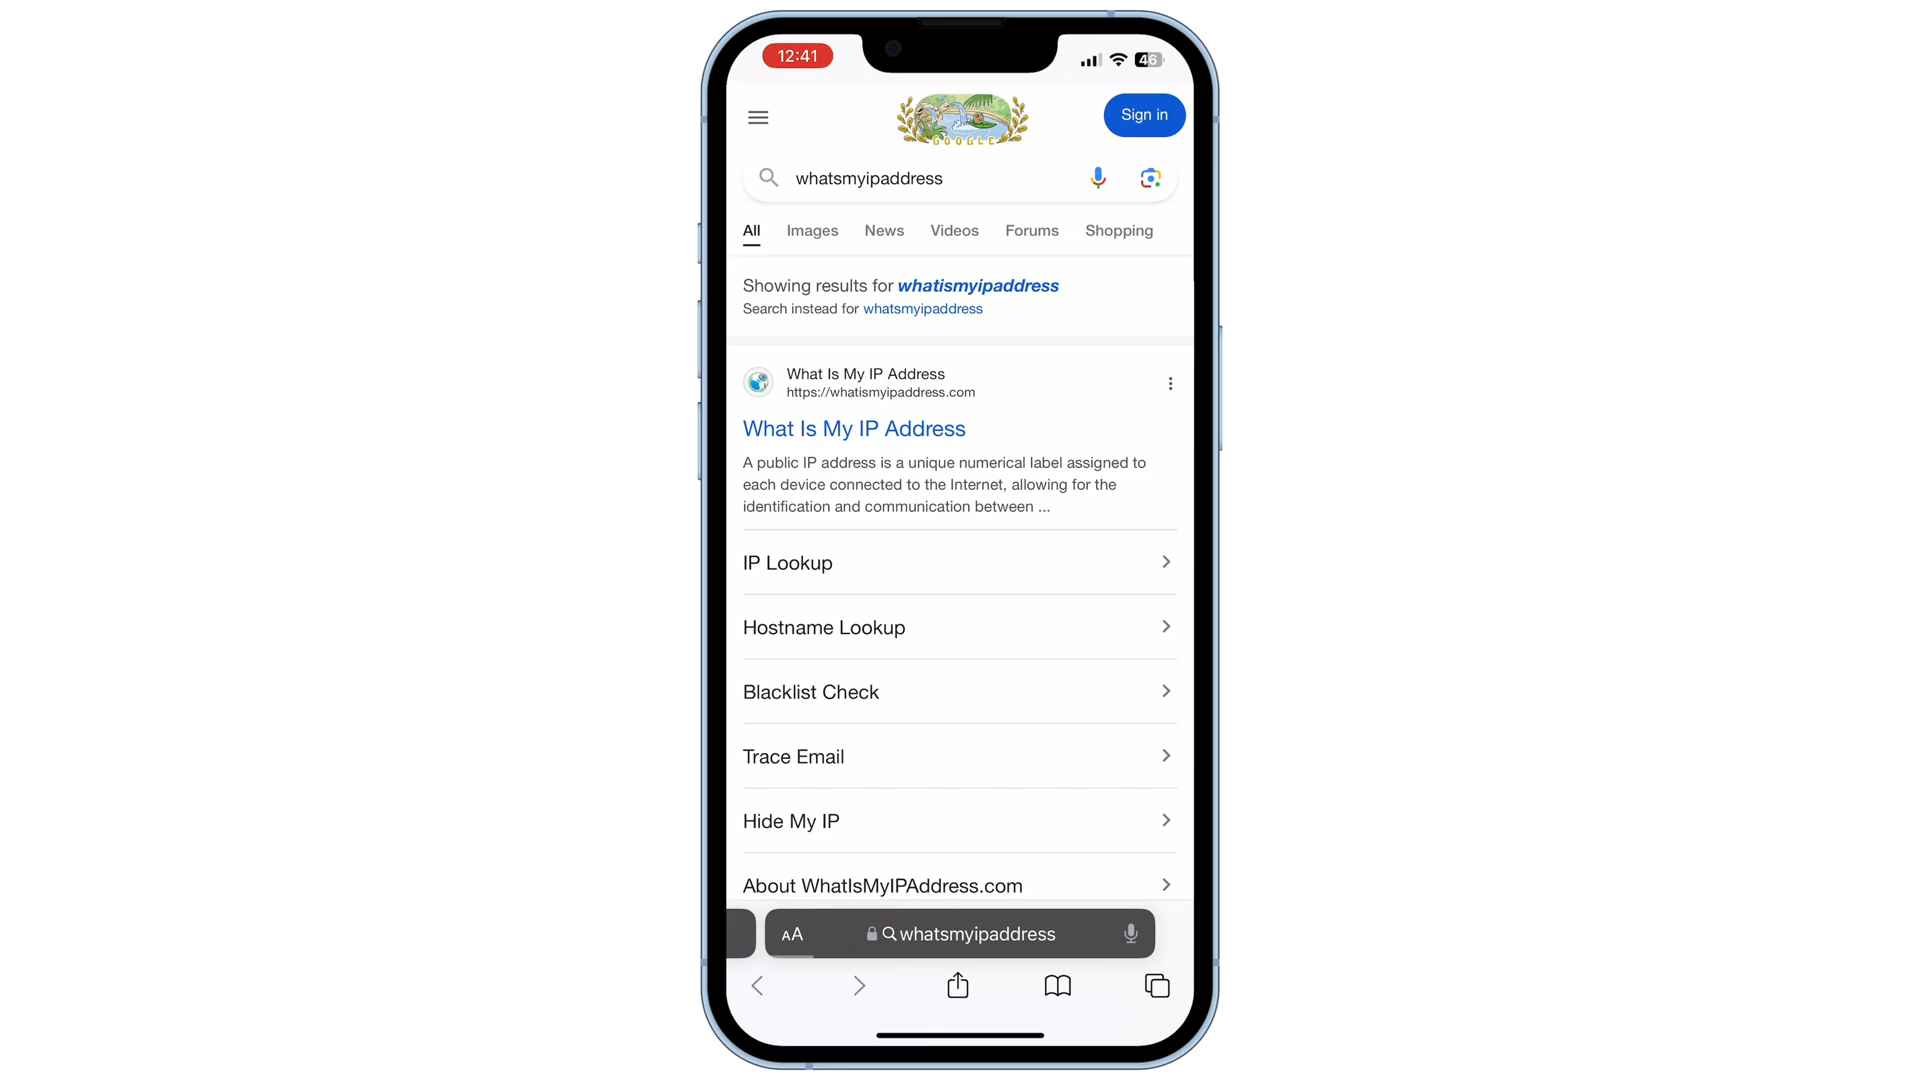 12:41
46
GOOGLE
Sign in
whatsmyipaddress
All Images News Videos Forums Shopping
Showing results for whatismyipaddress
Search instead for whatsmyipaddress
What Is My IP Address
https://whatismyipaddress.com
What Is My IP Address
A public IP address is a unique numerical label assigned to
each device connected to the Internet, allowing for the
identification and communication between ...
IP Lookup
Hostname Lookup
Blacklist Check
Trace Email
Hide My IP
About WhatIsMyIPAddress.com
AA whatsmyipaddress